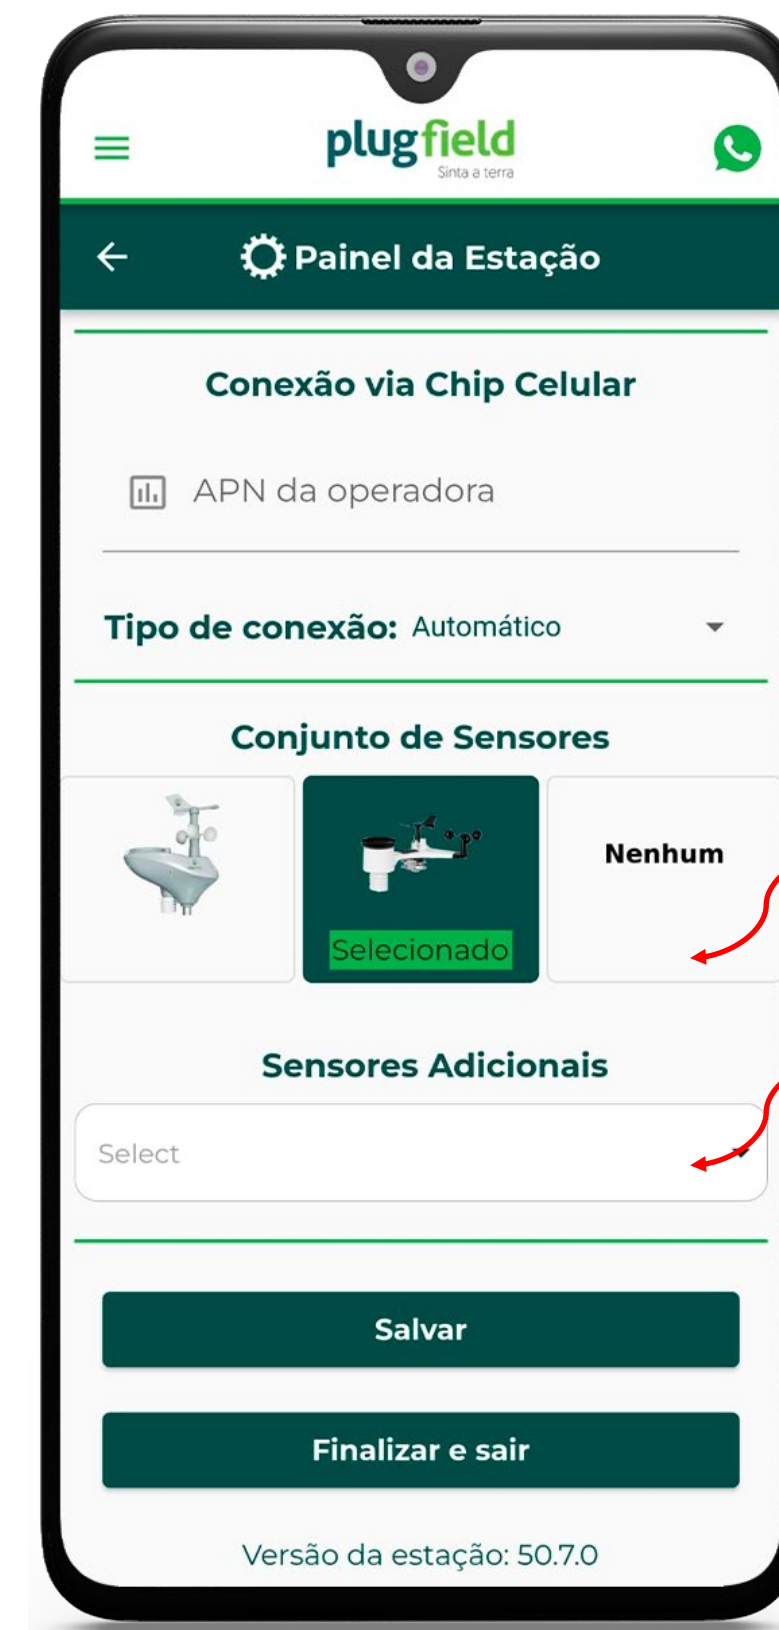 plugfield
Sinta a terra
Painel da Estação
Conexão via Chip Celular
APN da operadora
Tipo de conexão: Automático
Conjunto de Sensores
Nenhum
Selecionado
Sensores Adicionais
Select
Salvar
Finalizar e sair
Versão da estação: 50.7.0